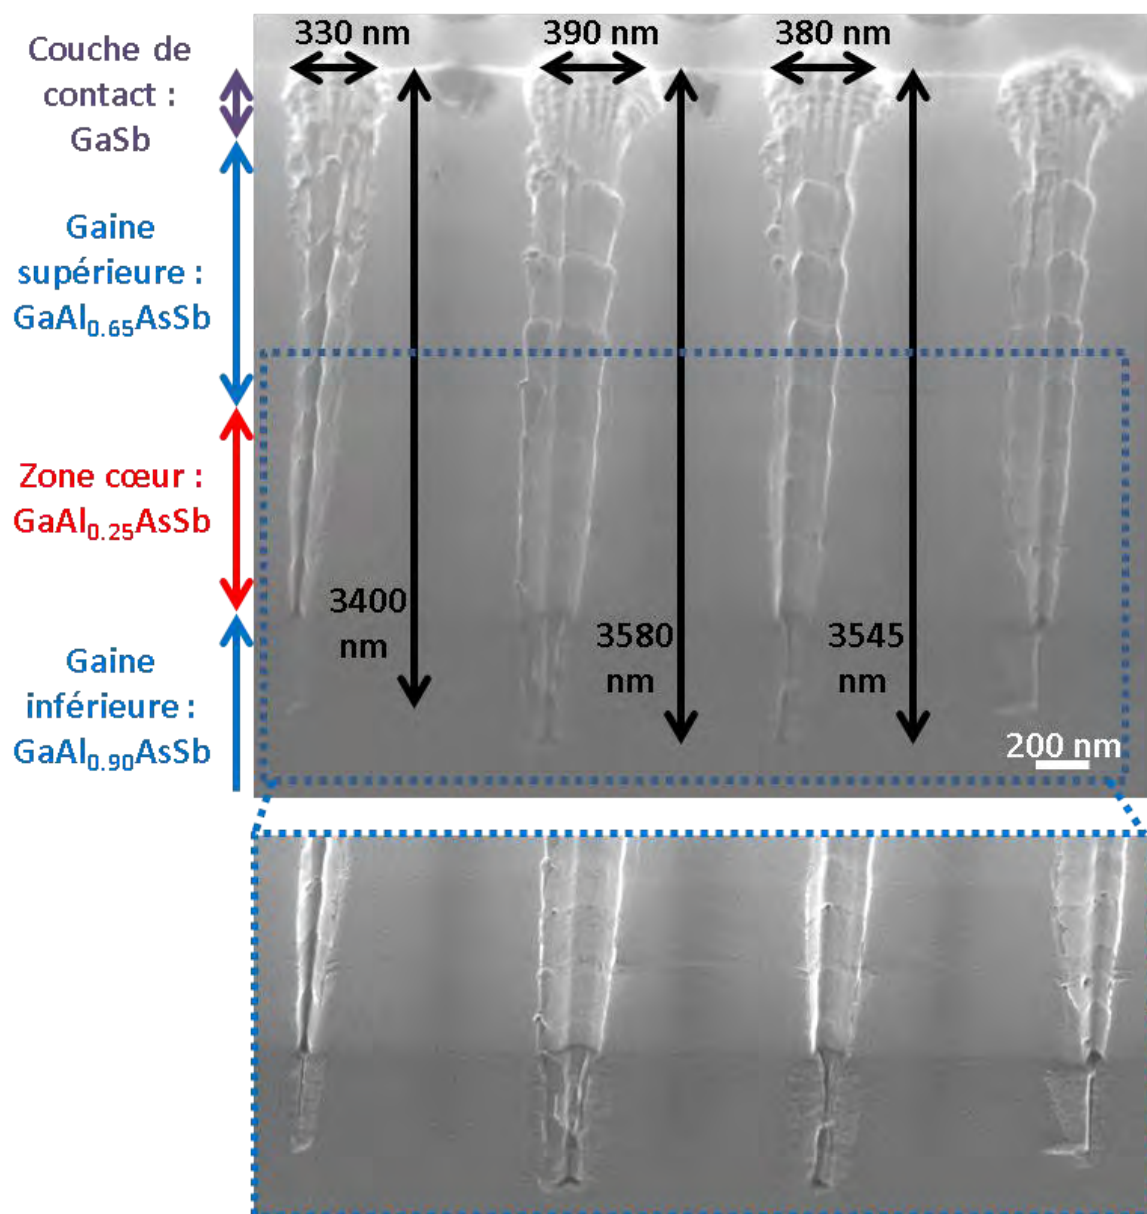 Couche de
contact :
GaSb
Gaine
supérieure :
GaAl0.65AsSb
Zone cœur :
GaAl0.25AsSb
Gaine
inférieure :
GaAl0.90AsSb
330 nm
390 nm
380 nm
3400
nm
3580
nm
3545
nm
200 nm